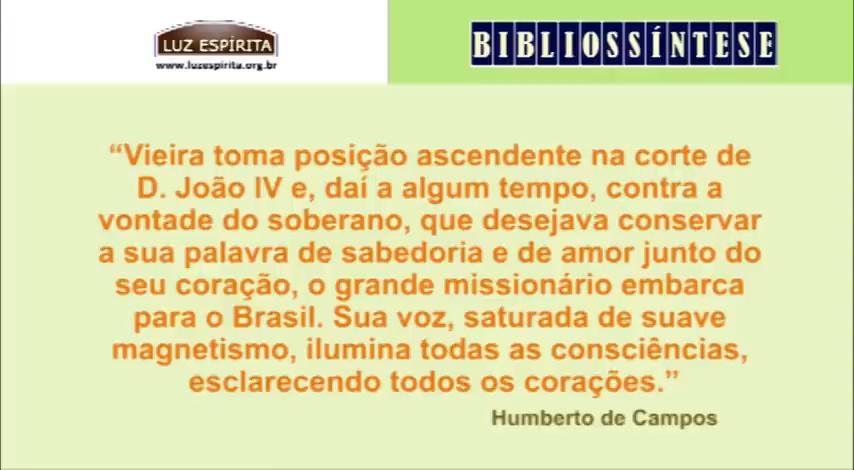 LUZ ESPÍRITA
www.luzespirita.org.br
BIBLIOSSÍNTESE
“Vieira toma posição ascendente na corte de
D. João IV e, daí a algum tempo, contra a
vontade do soberano, que desejava conservar
a sua palavra de sabedoria e de amor junto do
seu coração, o grande missionário embarca
para o Brasil. Sua voz, saturada de suave
magnetismo, ilumina todas as consciências,
esclarecendo todos os corações.”
Humberto de Campos